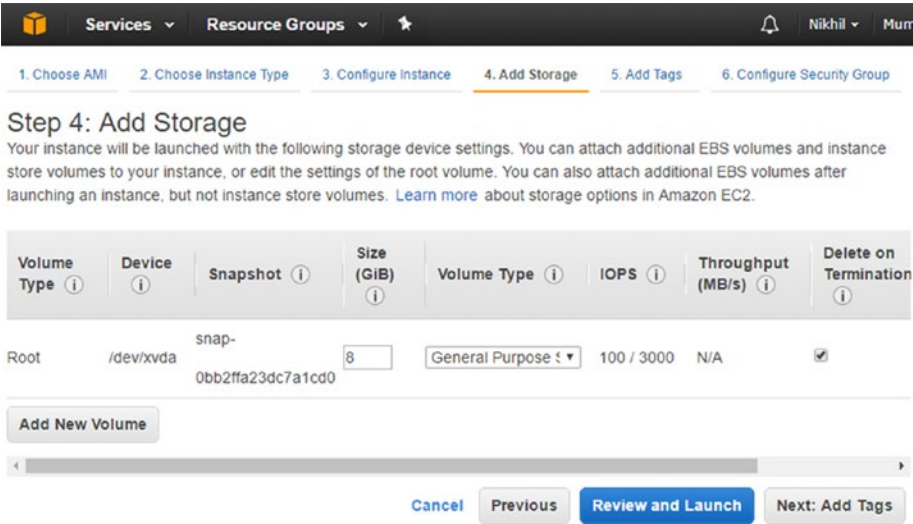 Services Resource Groups Nikhil
1. Choose AMI 2. Choose Instance Type 3. Configure Instance 4. Add Storage 5. Add Tags 6. Configure Security Group
Step 4: Add Storage
Your instance will be launched with the following storage device settings. You can attach additional EBS volumes and instance
store volumes to your instance, or edit the settings of the root volume. You can also attach additional EBS volumes after
launching an instance, but not instance store volumes. Learn more about storage options in Amazon EC2.
Volume Type Device Snapshot Size (GiB) Volume Type IOPS Throughput (MB/s) Delete on Termination
Root /dev/xvda snap-0bb2ffa23dc7a1cd0 8 General Purpose 100 / 3000 N/A
Add New Volume
Cancel Previous Review and Launch Next: Add Tags